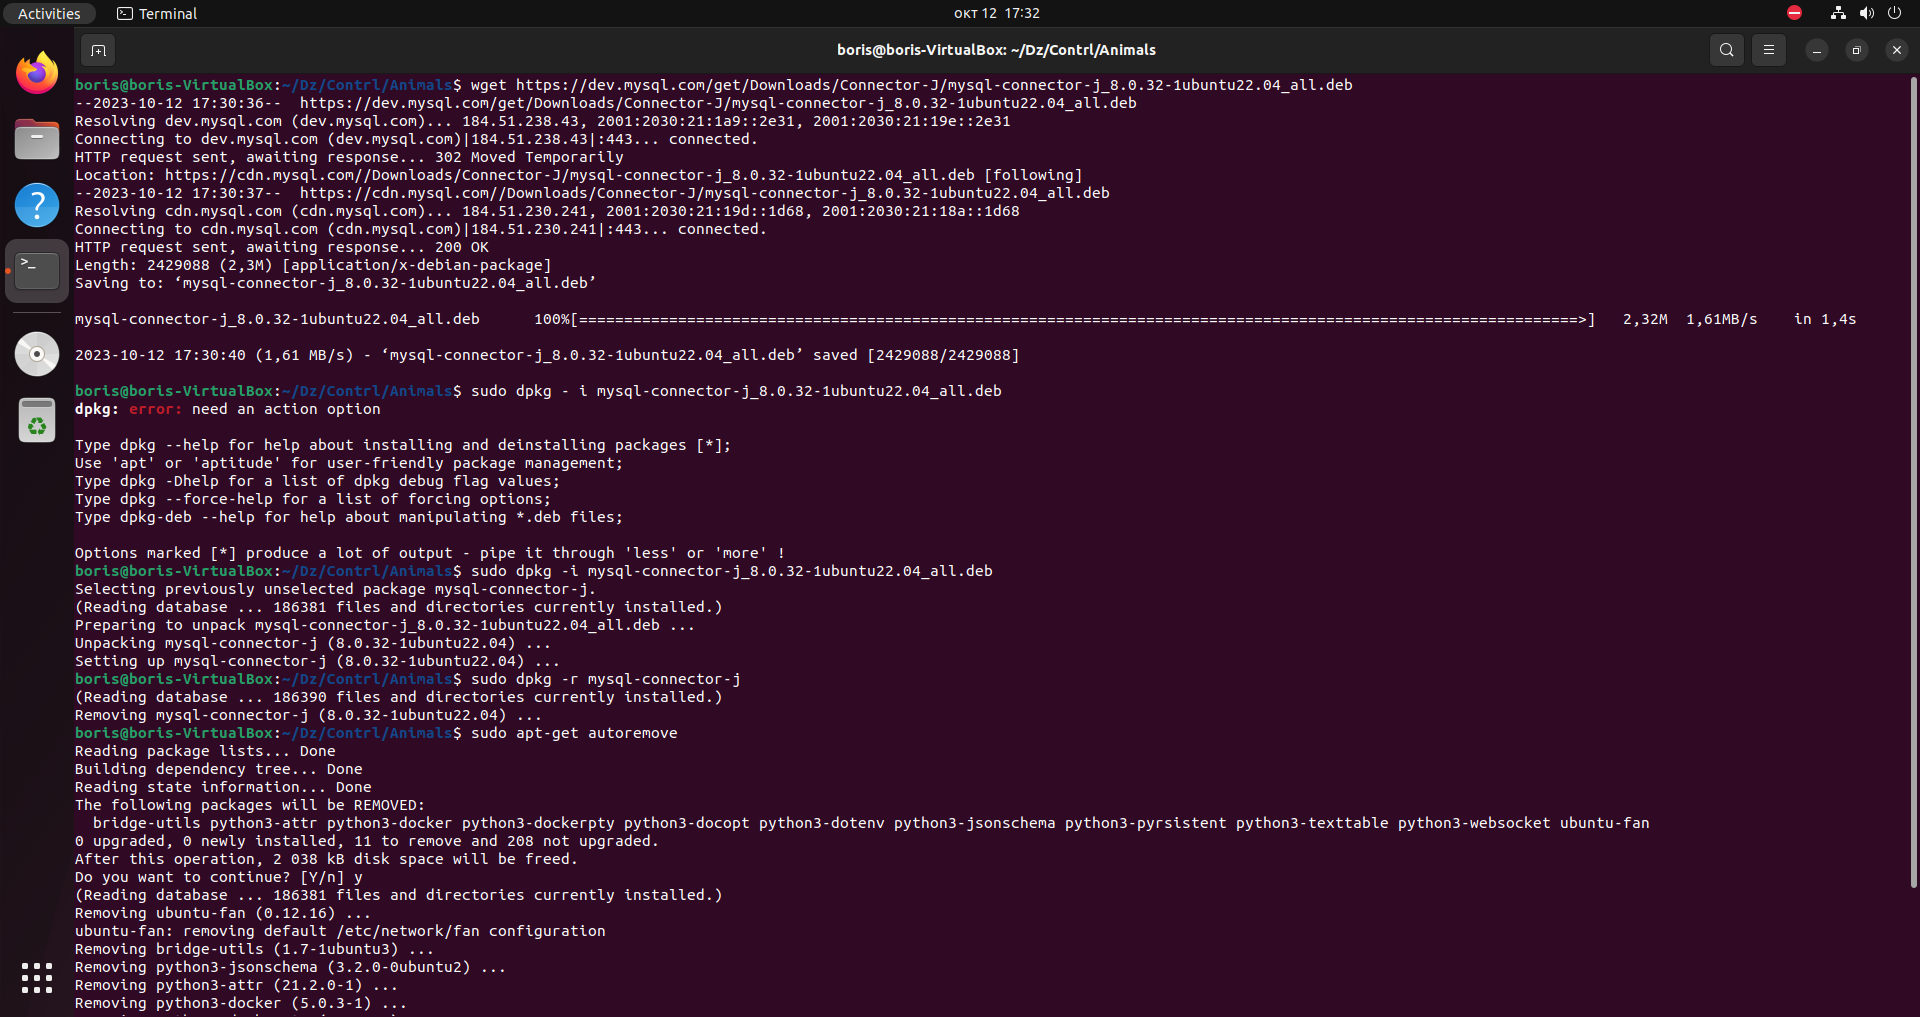 Activities
Terminal
окт 12 17:32
boris@boris-VirtualBox: ~/Dz/Contrl/Animals
boris@boris-VirtualBox:~/Dz/Contrl/Animals$ wget https://dev.mysql.com/get/Downloads/Connector-J/mysql-connector-j_8.0.32-1ubuntu22.04_all.deb
--2023-10-12 17:30:36--  https://dev.mysql.com/get/Downloads/Connector-J/mysql-connector-j_8.0.32-1ubuntu22.04_all.deb
Resolving dev.mysql.com (dev.mysql.com)... 184.51.238.43, 2001:2030:21:1a9::2e31, 2001:2030:21:19e::2e31
Connecting to dev.mysql.com (dev.mysql.com)|184.51.238.43|:443... connected.
HTTP request sent, awaiting response... 302 Moved Temporarily
Location: https://cdn.mysql.com//Downloads/Connector-J/mysql-connector-j_8.0.32-1ubuntu22.04_all.deb [following]
--2023-10-12 17:30:37--  https://cdn.mysql.com//Downloads/Connector-J/mysql-connector-j_8.0.32-1ubuntu22.04_all.deb
Resolving cdn.mysql.com (cdn.mysql.com)... 184.51.230.241, 2001:2030:21:19d::1d68, 2001:2030:21:18a::1d68
Connecting to cdn.mysql.com (cdn.mysql.com)|184.51.230.241|:443... connected.
HTTP request sent, awaiting response... 200 OK
Length: 2429088 (2,3M) [application/x-debian-package]
Saving to: ‘mysql-connector-j_8.0.32-1ubuntu22.04_all.deb’
mysql-connector-j_8.0.32-1ubuntu22.04_all.deb      100%[===============================================================================================================>]   2,32M  1,61MB/s    in 1,4s
2023-10-12 17:30:40 (1,61 MB/s) - ‘mysql-connector-j_8.0.32-1ubuntu22.04_all.deb’ saved [2429088/2429088]
boris@boris-VirtualBox:~/Dz/Contrl/Animals$ sudo dpkg - i mysql-connector-j_8.0.32-1ubuntu22.04_all.deb
dpkg: error: need an action option
Type dpkg --help for help about installing and deinstalling packages [*];
Use 'apt' or 'aptitude' for user-friendly package management;
Type dpkg -Dhelp for a list of dpkg debug flag values;
Type dpkg --force-help for a list of forcing options;
Type dpkg-deb --help for help about manipulating *.deb files;
Options marked [*] produce a lot of output - pipe it through 'less' or 'more' !
boris@boris-VirtualBox:~/Dz/Contrl/Animals$ sudo dpkg -i mysql-connector-j_8.0.32-1ubuntu22.04_all.deb
Selecting previously unselected package mysql-connector-j.
(Reading database ... 186381 files and directories currently installed.)
Preparing to unpack mysql-connector-j_8.0.32-1ubuntu22.04_all.deb ...
Unpacking mysql-connector-j (8.0.32-1ubuntu22.04) ...
Setting up mysql-connector-j (8.0.32-1ubuntu22.04) ...
boris@boris-VirtualBox:~/Dz/Contrl/Animals$ sudo dpkg -r mysql-connector-j
(Reading database ... 186390 files and directories currently installed.)
Removing mysql-connector-j (8.0.32-1ubuntu22.04) ...
boris@boris-VirtualBox:~/Dz/Contrl/Animals$ sudo apt-get autoremove
Reading package lists... Done
Building dependency tree... Done
Reading state information... Done
The following packages will be REMOVED:
  bridge-utils python3-attr python3-docker python3-dockerpty python3-docopt python3-dotenv python3-jsonschema python3-pyrsistent python3-texttable python3-websocket ubuntu-fan
0 upgraded, 0 newly installed, 11 to remove and 208 not upgraded.
After this operation, 2 038 kB disk space will be freed.
Do you want to continue? [Y/n] y
(Reading database ... 186381 files and directories currently installed.)
Removing ubuntu-fan (0.12.16) ...
ubuntu-fan: removing default /etc/network/fan configuration
Removing bridge-utils (1.7-1ubuntu3) ...
Removing python3-jsonschema (3.2.0-0ubuntu2) ...
Removing python3-attr (21.2.0-1) ...
Removing python3-docker (5.0.3-1) ...